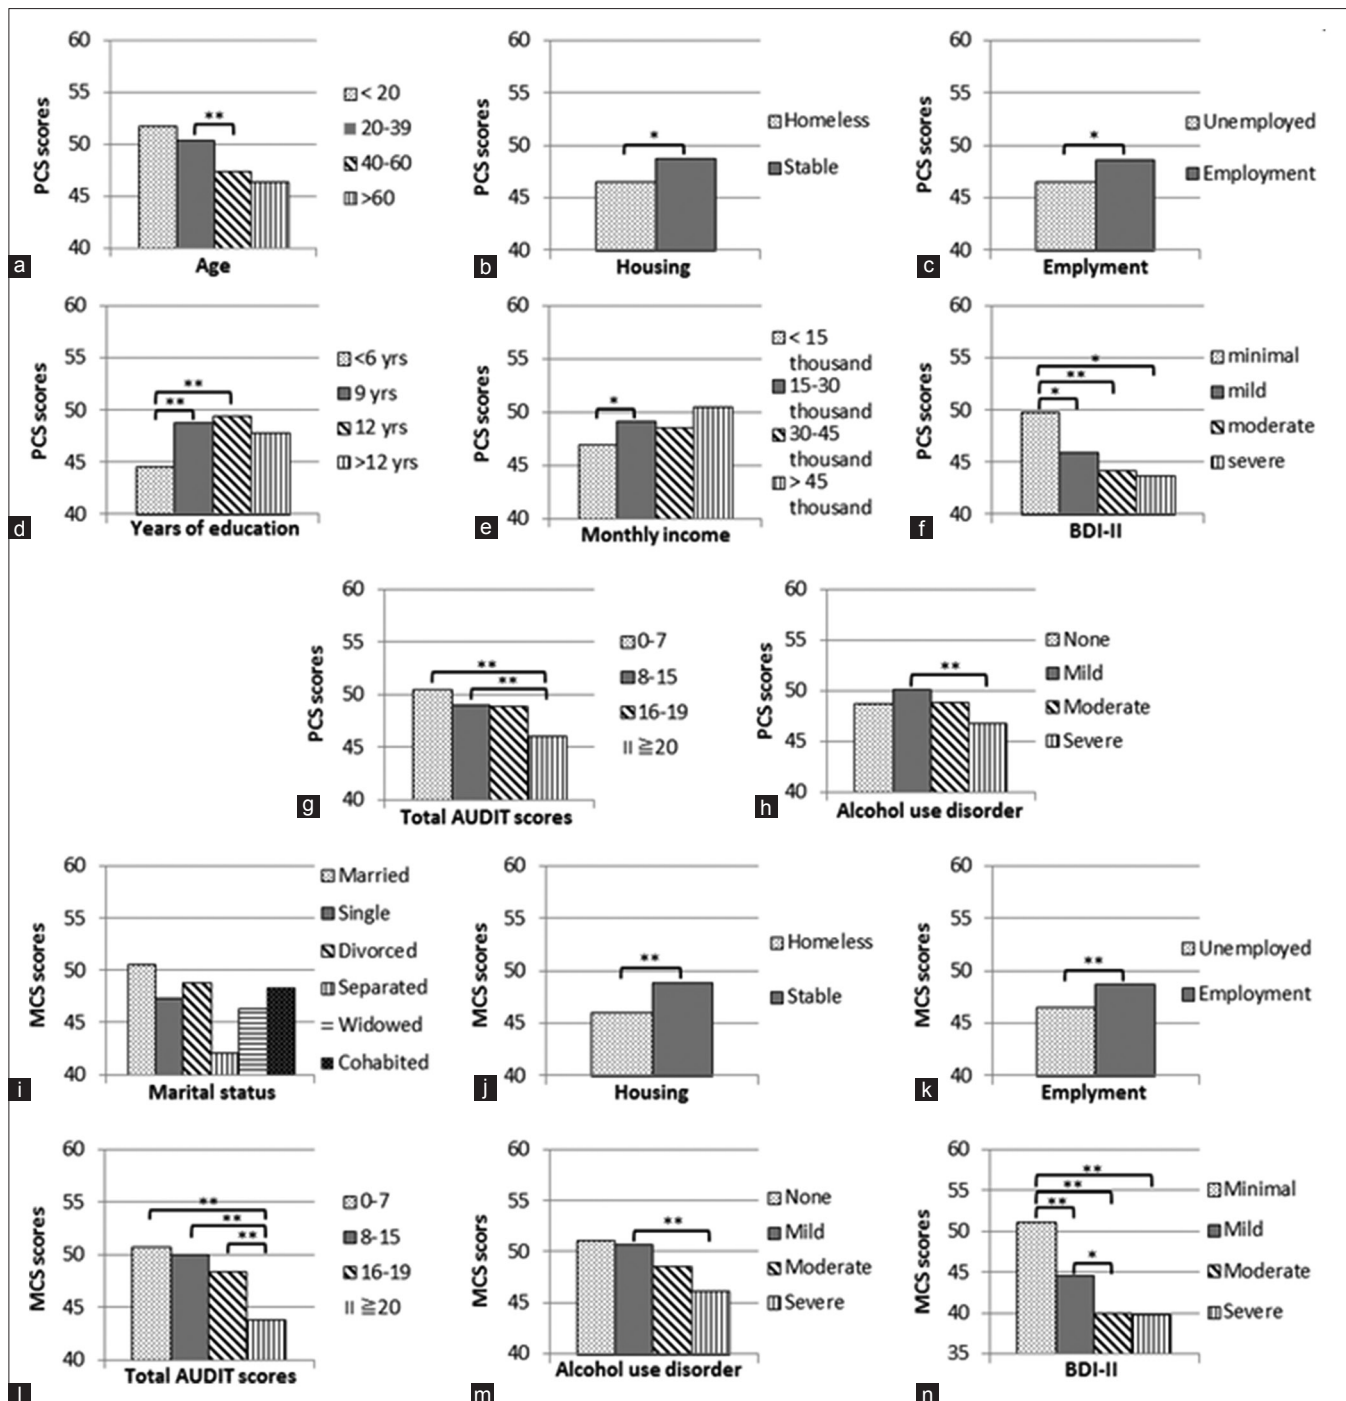 60
55
50
45
40
PCS scores
**
< 20
20-39
40-60
>60
Age
a
60
55
50
45
40
PCS scores
*
Homeless
Stable
Housing
b
60
55
50
45
40
PCS scores
*
Unemployed
Employment
Emplyment
c
60
55
50
45
40
PCS scores
**
**
<6 yrs
9 yrs
12 yrs
>12 yrs
Years of education
d
60
55
50
45
40
PCS scores
*
< 15
thousand
15-30
thousand
30-45
thousand
> 45
thousand
Monthly income
e
60
55
50
45
40
PCS scores
*
**
*
minimal
mild
moderate
severe
BDI-II
f
60
55
50
45
40
PCS scores
**
**
0-7
8-15
16-19
≧20
Total AUDIT scores
g
60
55
50
45
40
PCS scores
**
None
Mild
Moderate
Severe
Alcohol use disorder
h
60
55
50
45
40
MCS scores
Married
Single
Divorced
Separated
Widowed
Cohabited
Marital status
i
60
55
50
45
40
MCS scores
**
Homeless
Stable
Housing
j
60
55
50
45
40
MCS scores
**
Unemployed
Employment
Emplyment
k
60
55
50
45
40
MCS scores
**
**
**
0-7
8-15
16-19
≧20
Total AUDIT scores
l
60
55
50
45
40
MCS scors
**
None
Mild
Moderate
Severe
Alcohol use disorder
m
60
55
50
45
40
35
MCS scores
**
**
**
*
Minimal
Mild
Moderate
Severe
BDI-II
n